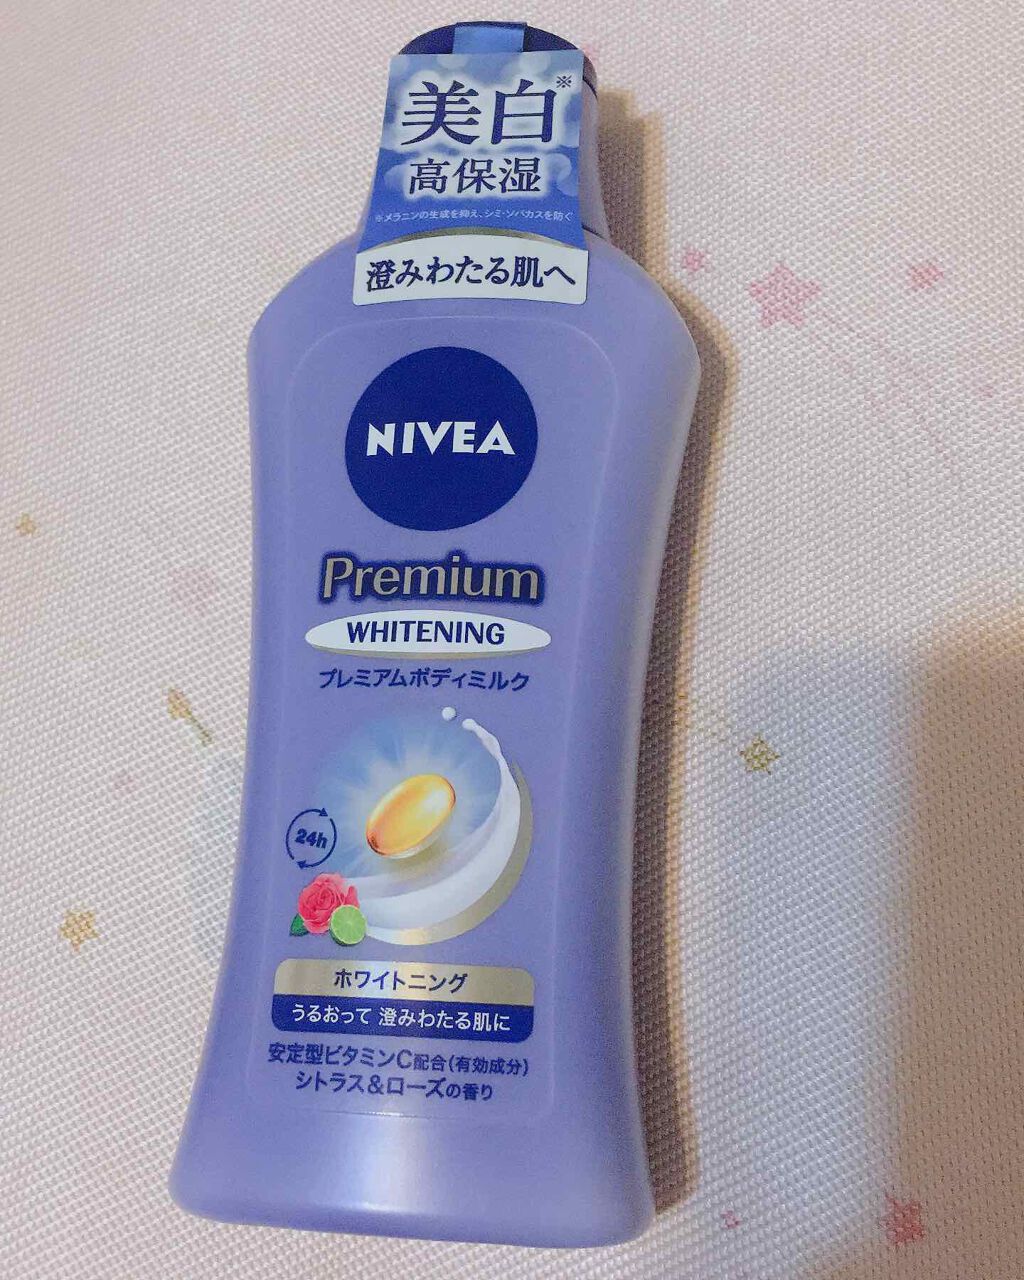 美白※
高保湿
※メラニンの生成を抑え、シミ・ソバカスを防ぐ
澄みわたる肌へ
NIVEA
Premium
WHITENING
プレミアムボディミルク
24h
ホワイトニング
うるおって 澄みわたる肌に
安定型ビタミンC配合(有効成分)
シトラス&ローズの香り